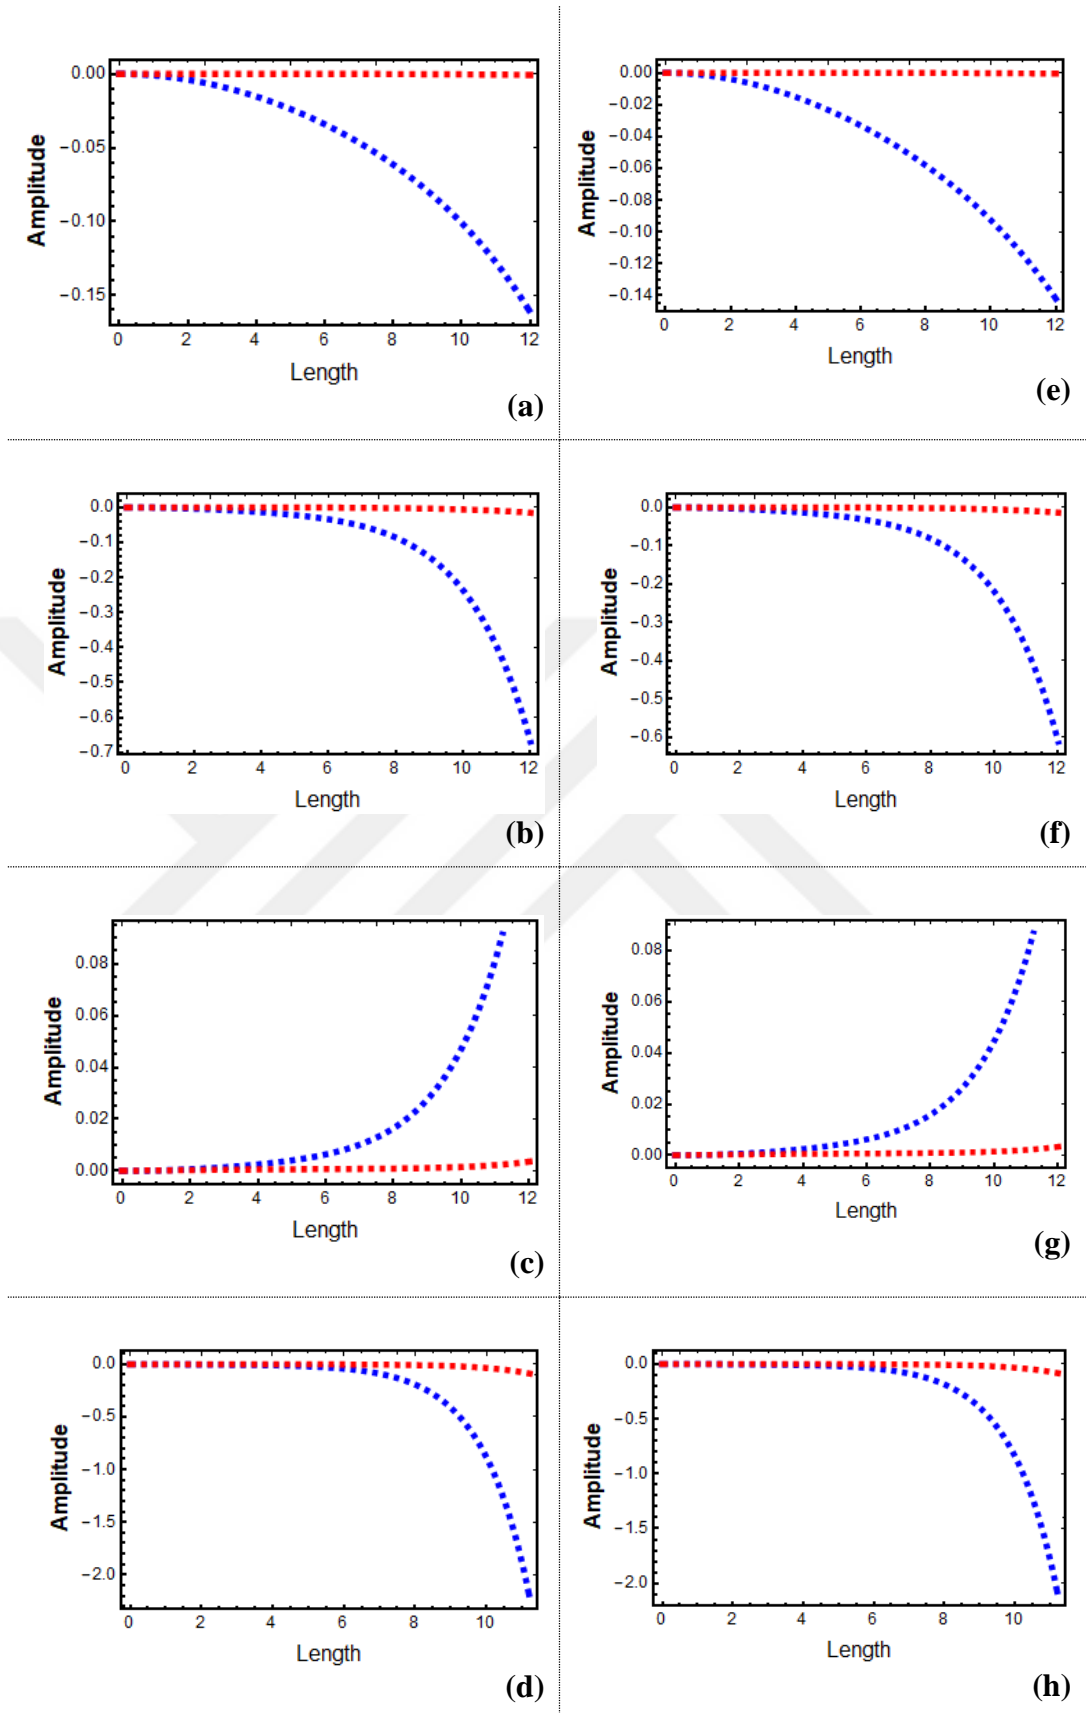 0.00
−0.05
−0.10
−0.15
Amplitude
0 2 4 6 8 10 12
Length
(a)
0.00
−0.02
−0.04
−0.06
−0.08
−0.10
−0.12
−0.14
Amplitude
0 2 4 6 8 10 12
Length
(e)
0.0
−0.1
−0.2
−0.3
−0.4
−0.5
−0.6
−0.7
Amplitude
0 2 4 6 8 10 12
Length
(b)
0.0
−0.1
−0.2
−0.3
−0.4
−0.5
−0.6
Amplitude
0 2 4 6 8 10 12
Length
(f)
0.08
0.06
0.04
0.02
0.00
Amplitude
0 2 4 6 8 10 12
Length
(c)
0.08
0.06
0.04
0.02
0.00
Amplitude
0 2 4 6 8 10 12
Length
(g)
0.0
−0.5
−1.0
−1.5
−2.0
Amplitude
0 2 4 6 8 10
Length
(d)
0.0
−0.5
−1.0
−1.5
−2.0
Amplitude
0 2 4 6 8 10
Length
(h)